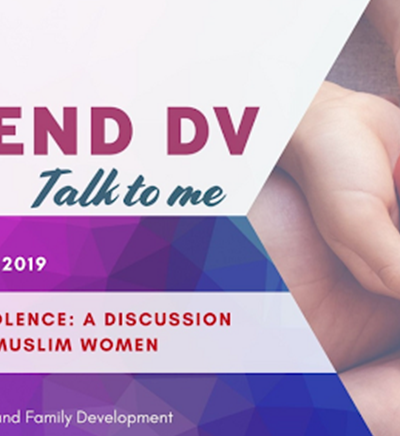 END DV
Talk to me
2019
OLENCE: A DISCUSSION
MUSLIM WOMEN
and Family Development